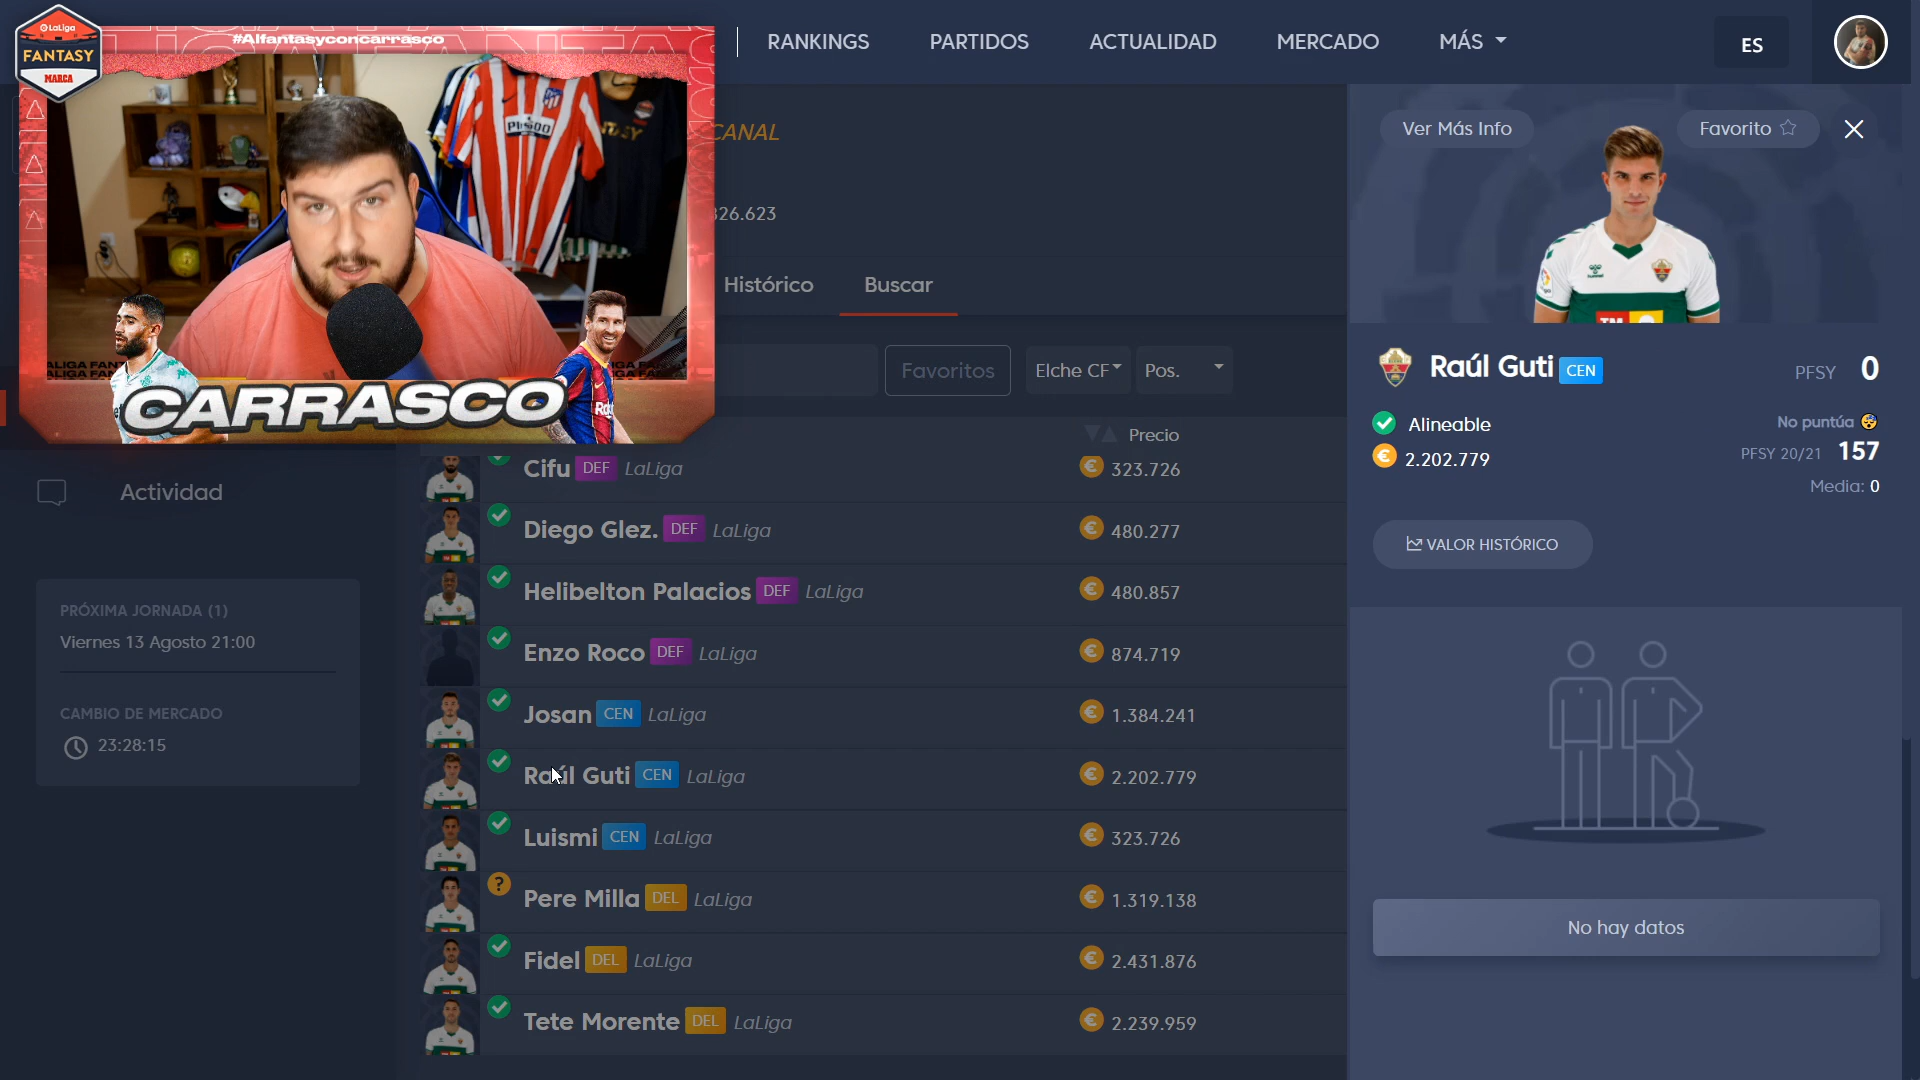 LaLiga
FANTASY
MARCA
#Alfantasyconcarrasco
Plus500
CARRASCO
RANKINGS
PARTIDOS
ACTUALIDAD
MERCADO
MÁS
ES
CANAL
326.623
Histórico
Buscar
Favoritos
Elche CF
Pos.
Precio
Cifu DEF LaLiga 323.726
Diego Glez. DEF LaLiga 480.277
Helibelton Palacios DEF LaLiga 480.857
Enzo Roco DEF LaLiga 874.719
Josan CEN LaLiga 1.384.241
Raúl Guti CEN LaLiga 2.202.779
Luismi CEN LaLiga 323.726
Pere Milla DEL LaLiga 1.319.138
Fidel DEL LaLiga 2.431.876
Tete Morente DEL LaLiga 2.239.959
Actividad
PRÓXIMA JORNADA (1)
Viernes 13 Agosto 21:00
CAMBIO DE MERCADO
23:28:15
Ver Más Info
Favorito
Raúl Guti CEN
PFSY 0
Alineable
No puntúa
2.202.779
PFSY 20/21 157
Media: 0
VALOR HISTÓRICO
No hay datos